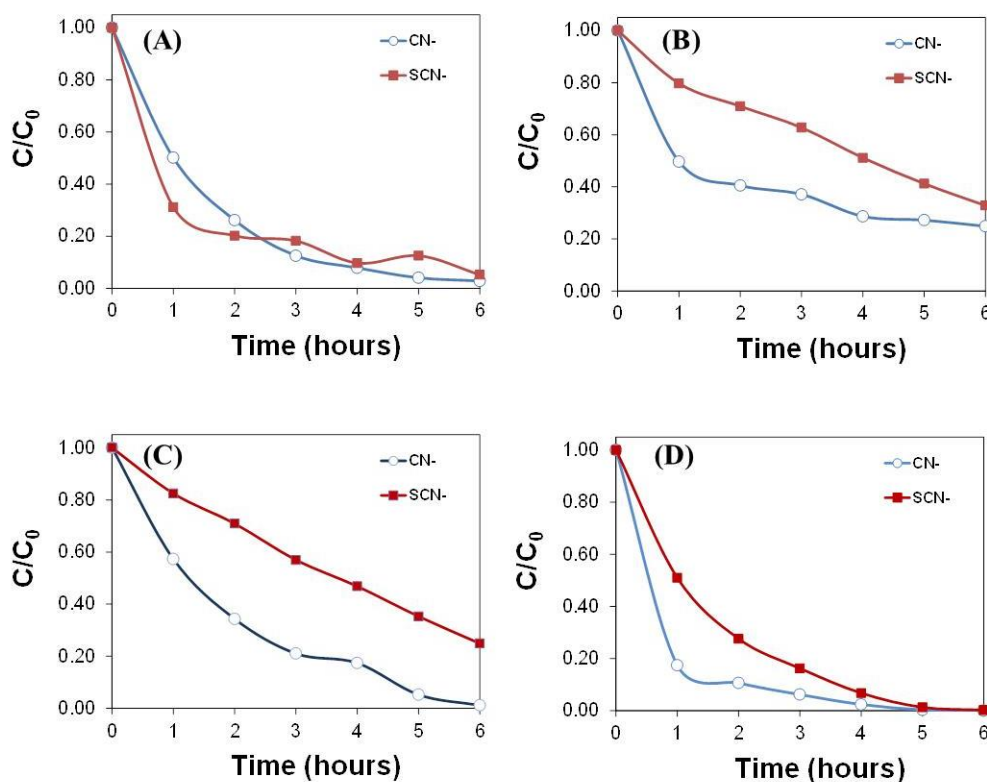 (A)
CN-
SCN-
C/C0
1.00
0.80
0.60
0.40
0.20
0.00
0 1 2 3 4 5 6
Time (hours)
(B)
CN-
SCN-
C/C0
1.00
0.80
0.60
0.40
0.20
0.00
0 1 2 3 4 5 6
Time (hours)
(C)
CN-
SCN-
C/C0
1.00
0.80
0.60
0.40
0.20
0.00
0 1 2 3 4 5 6
Time (hours)
(D)
CN-
SCN-
C/C0
1.00
0.80
0.60
0.40
0.20
0.00
0 1 2 3 4 5 6
Time (hours)